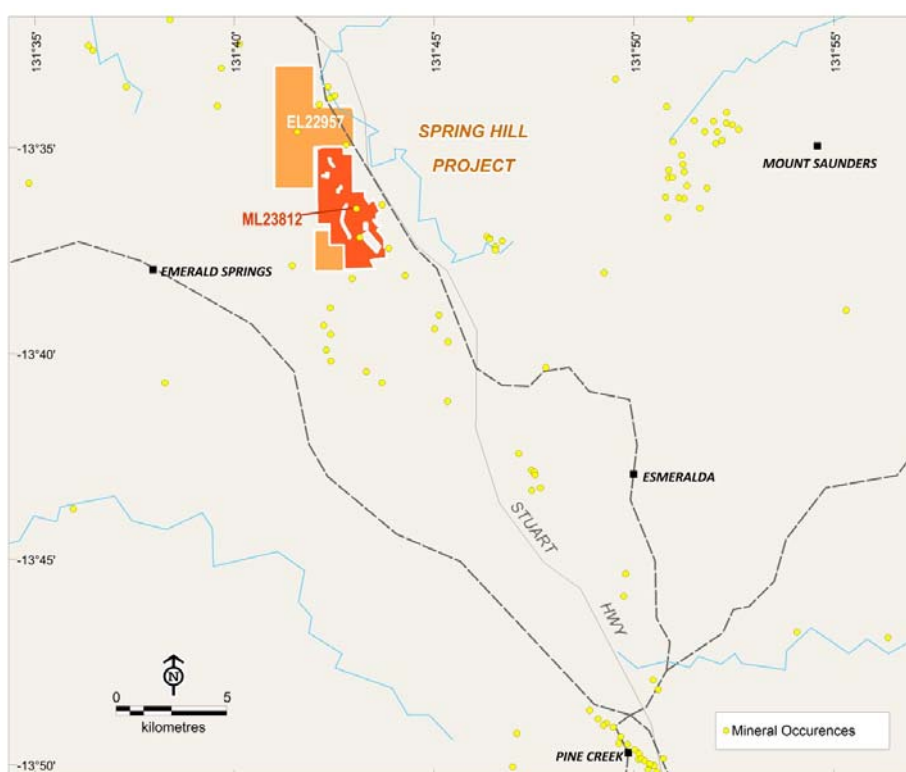 131°35'
131°40'
131°45'
131°50'
131°55'
EL22957
SPRING HILL
PROJECT
-13°35'
MOUNT SAUNDERS
ML23812
EMERALD SPRINGS
-13°40'
ESMERALDA
STUART
-13°45'
HWY
N
0 5
kilometres
Mineral Occurences
PINE CREEK
-13°50'